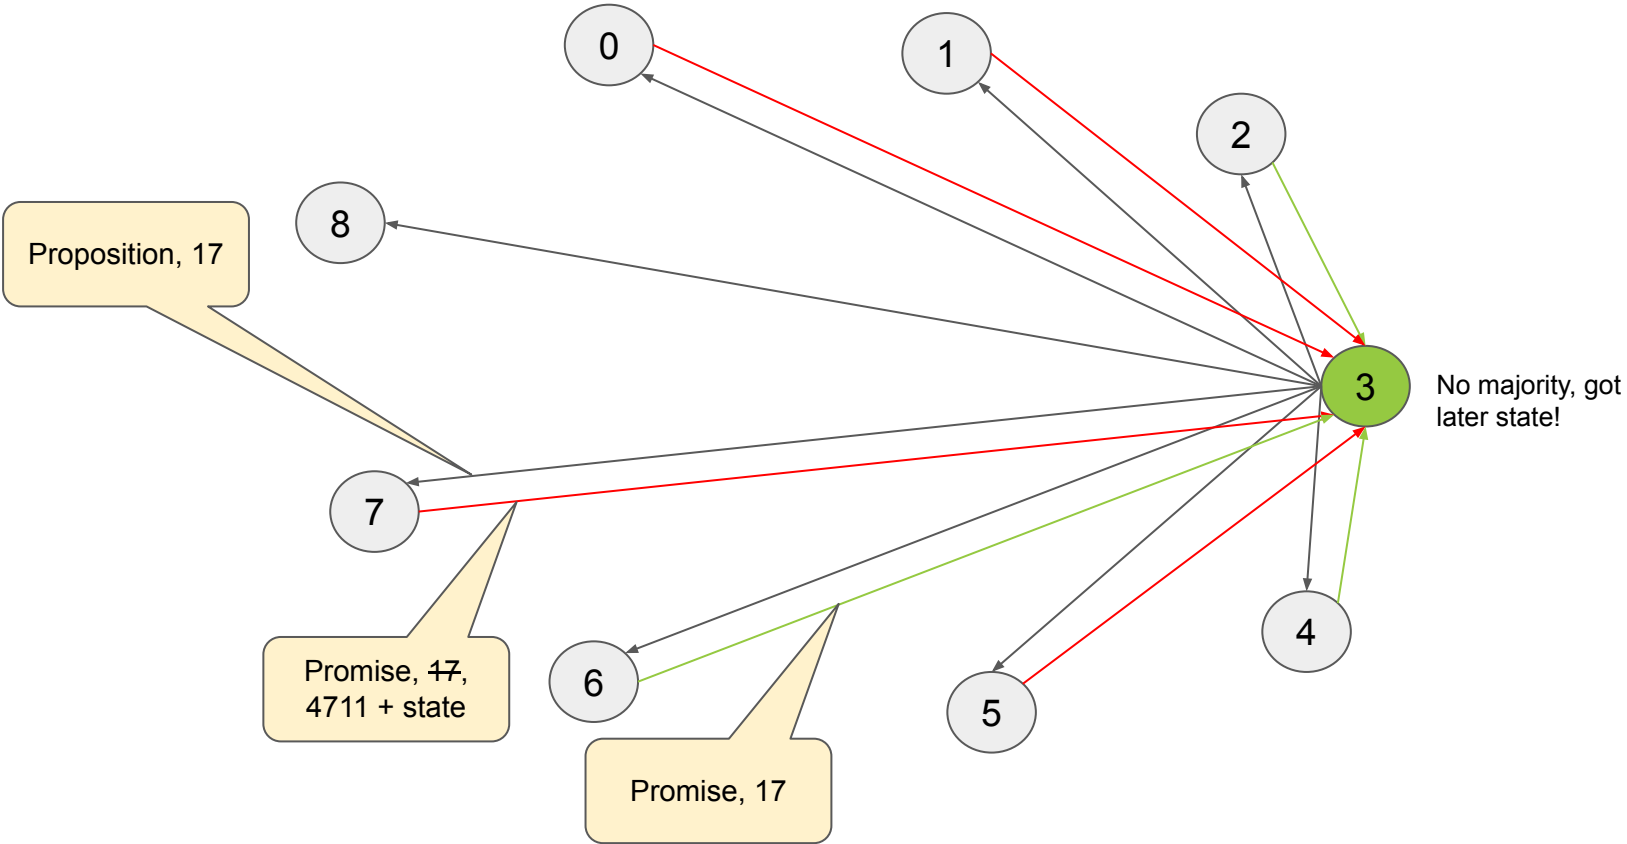 0
1
2
8
Proposition, 17
3
No majority, got
later state!
7
4
Promise, 17,
4711 + state
6
5
Promise, 17